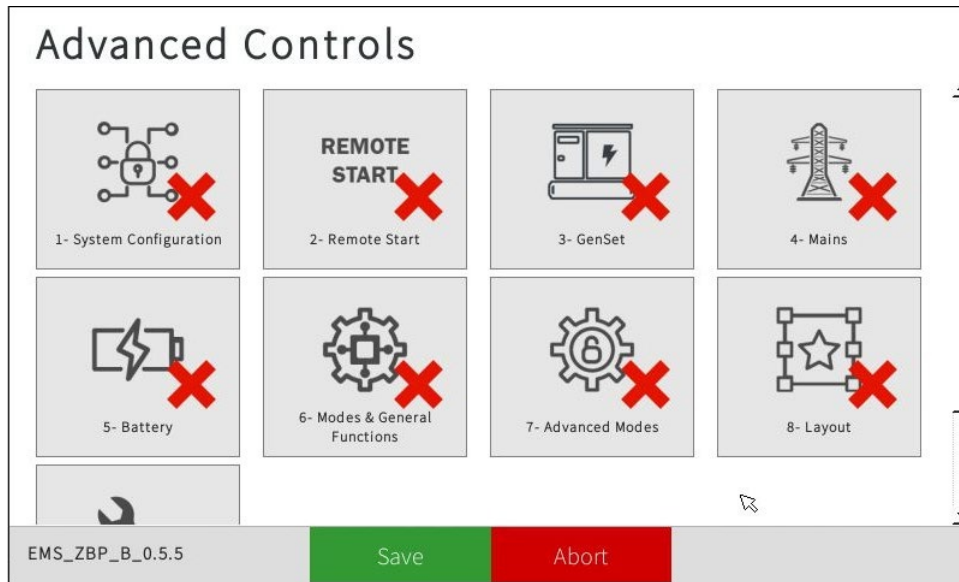 Advanced Controls
REMOTE
START
1- System Configuration
2- Remote Start
3- GenSet
4- Mains
5- Battery
6- Modes & General
Functions
7- Advanced Modes
8- Layout
EMS_ZBP_B_0.5.5
Save
Abort